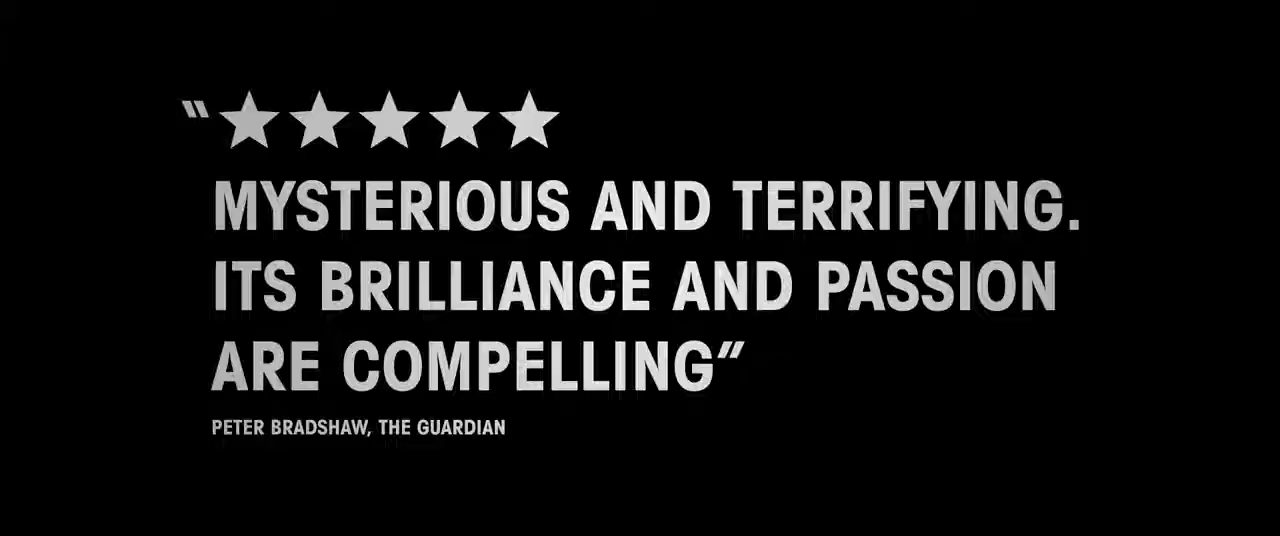 “★★★★★
MYSTERIOUS AND TERRIFYING.
ITS BRILLIANCE AND PASSION
ARE COMPELLING”
PETER BRADSHAW, THE GUARDIAN